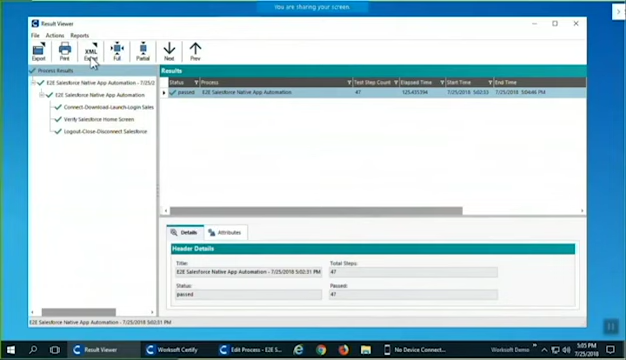 You are sharing your screen.
Result Viewer
File Actions Reports
Export Print XML Export Full Partial Next Prev
Process Results
E2E Salesforce Native App Automation - 7/25/2
E2E Salesforce Native App Automation
Connect-Download-Launch-Login Sales
Verify Salesforce Home Screen
Logout-Close-Disconnect Salesforce
Results
Status Process Test Step Count Elapsed Time Start Time End Time
passed E2E Salesforce Native App Automation 47 125.435394 7/25/2018 5:02:33 7/25/2018 5:04:46 PM
Details Attributes
Header Details
Title: Total Steps:
E2E Salesforce Native App Automation - 7/25/2018 5:02:31 PM 47
Status: Passed:
passed 47
E2E Salesforce Native App Automation - 7/25/2018 5:02:31 PM
Result Viewer Worksoft Certify Edit Process - E2E S... No Device Connect... Worksoft Demo
5:05 PM
7/25/2018